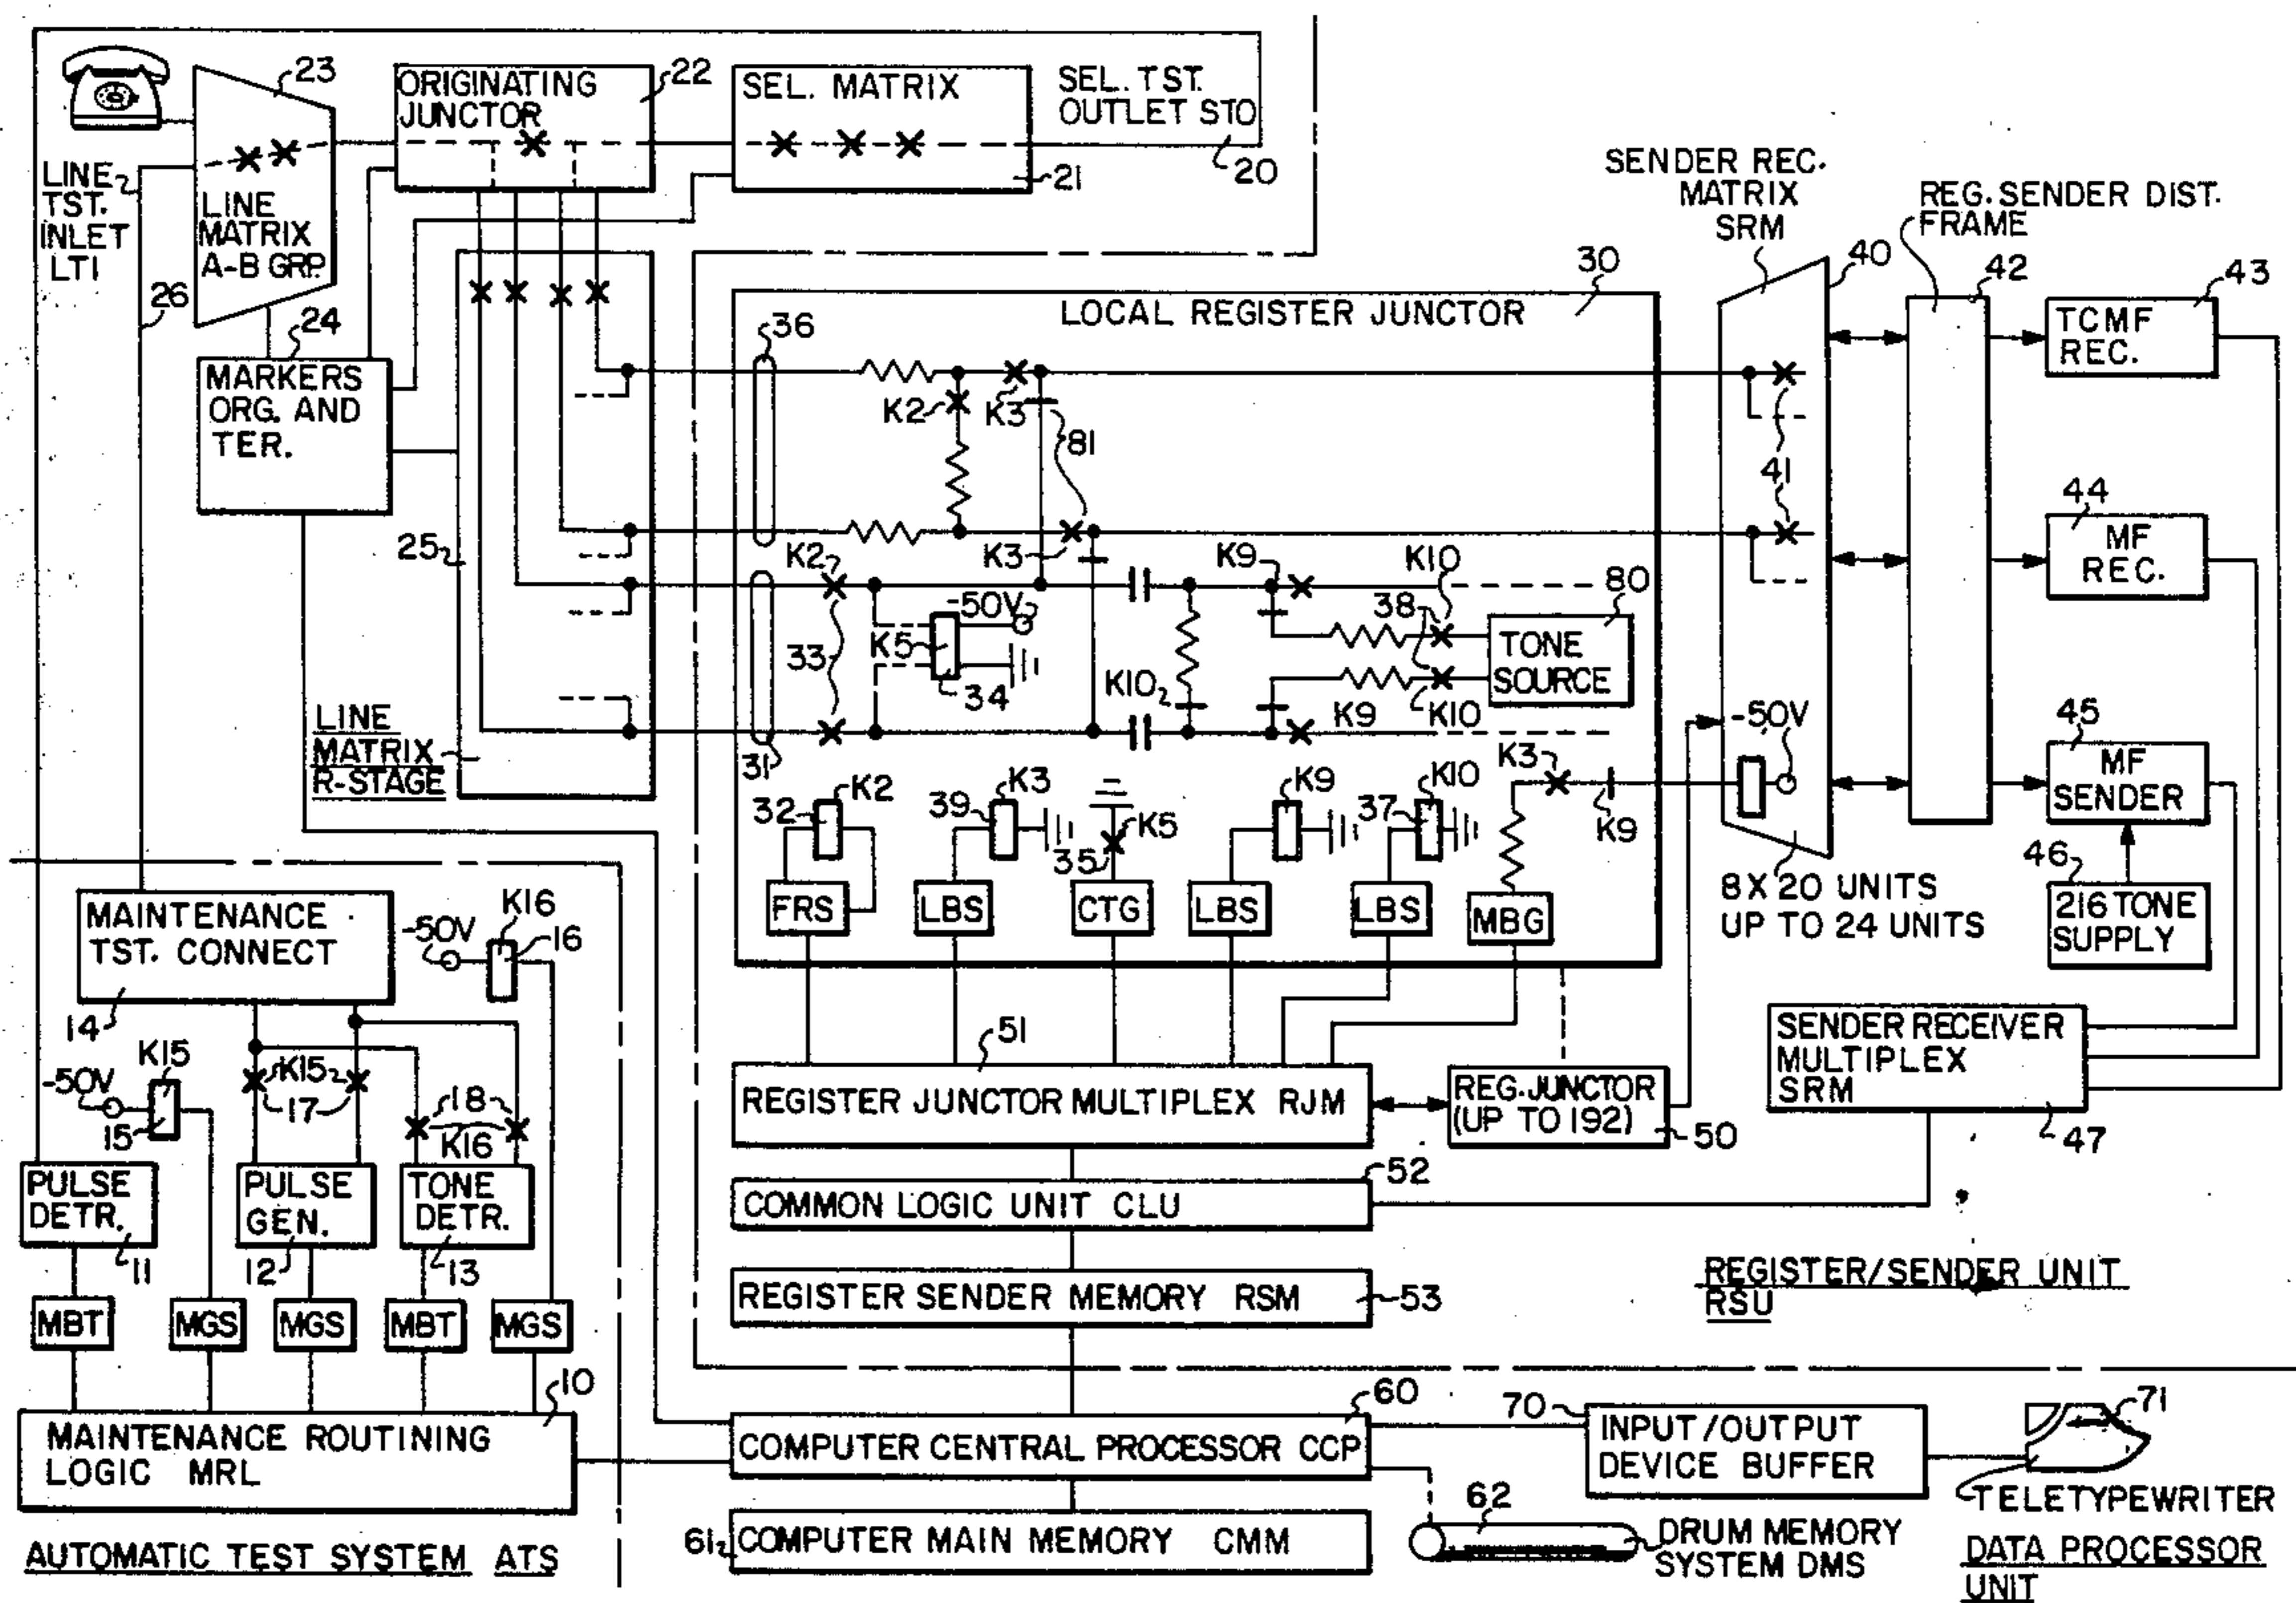 23
ORIGINATING
JUNCTOR
22
SEL. MATRIX
21
SEL. TST.
OUTLET STO
20
LINE
TST.
INLET
LTI
LINE
MATRIX
A-B GRP.
26
24
MARKERS
ORG. AND
TER.
25
LINE
MATRIX
R-STAGE
SENDER REC.
MATRIX
SRM
40
REG. SENDER DIST.
FRAME
42
43
TCMF
REC.
30
LOCAL REGISTER JUNCTOR
36
K2
K3
81
41
44
MF
REC.
K3
K2
K9
K10
80
-50V
38
K5
33
34
TONE
SOURCE
K10
2
K9
K10
31
-50V
45
MF
SENDER
K3
K9
K2
32
K3
39
K5
35
K9
K10
37
FRS
LBS
CTG
LBS
LBS
MBG
8 X 20 UNITS
UP TO 24 UNITS
46
216 TONE
SUPPLY
MAINTENANCE
TST. CONNECT
14
-50V
K16
16
K15
-50V
15
K15
17
18
K16
PULSE
DETR.
11
PULSE
GEN.
12
TONE
DETR.
13
MBT
MGS
MGS
MBT
MGS
10
MAINTENANCE ROUTINING
LOGIC MRL
AUTOMATIC TEST SYSTEM ATS
51
REGISTER JUNCTOR MULTIPLEX RJM
REG. JUNCTOR
(UP TO 192)
50
SENDER RECEIVER
MULTIPLEX
SRM
47
52
COMMON LOGIC UNIT CLU
REGISTER SENDER MEMORY RSM
53
REGISTER/SENDER UNIT
RSU
60
COMPUTER CENTRAL PROCESSOR CCP
70
INPUT/OUTPUT
DEVICE BUFFER
71
TELETYPEWRITER
61
COMPUTER MAIN MEMORY CMM
62
DRUM MEMORY
SYSTEM DMS
DATA PROCESSOR
UNIT